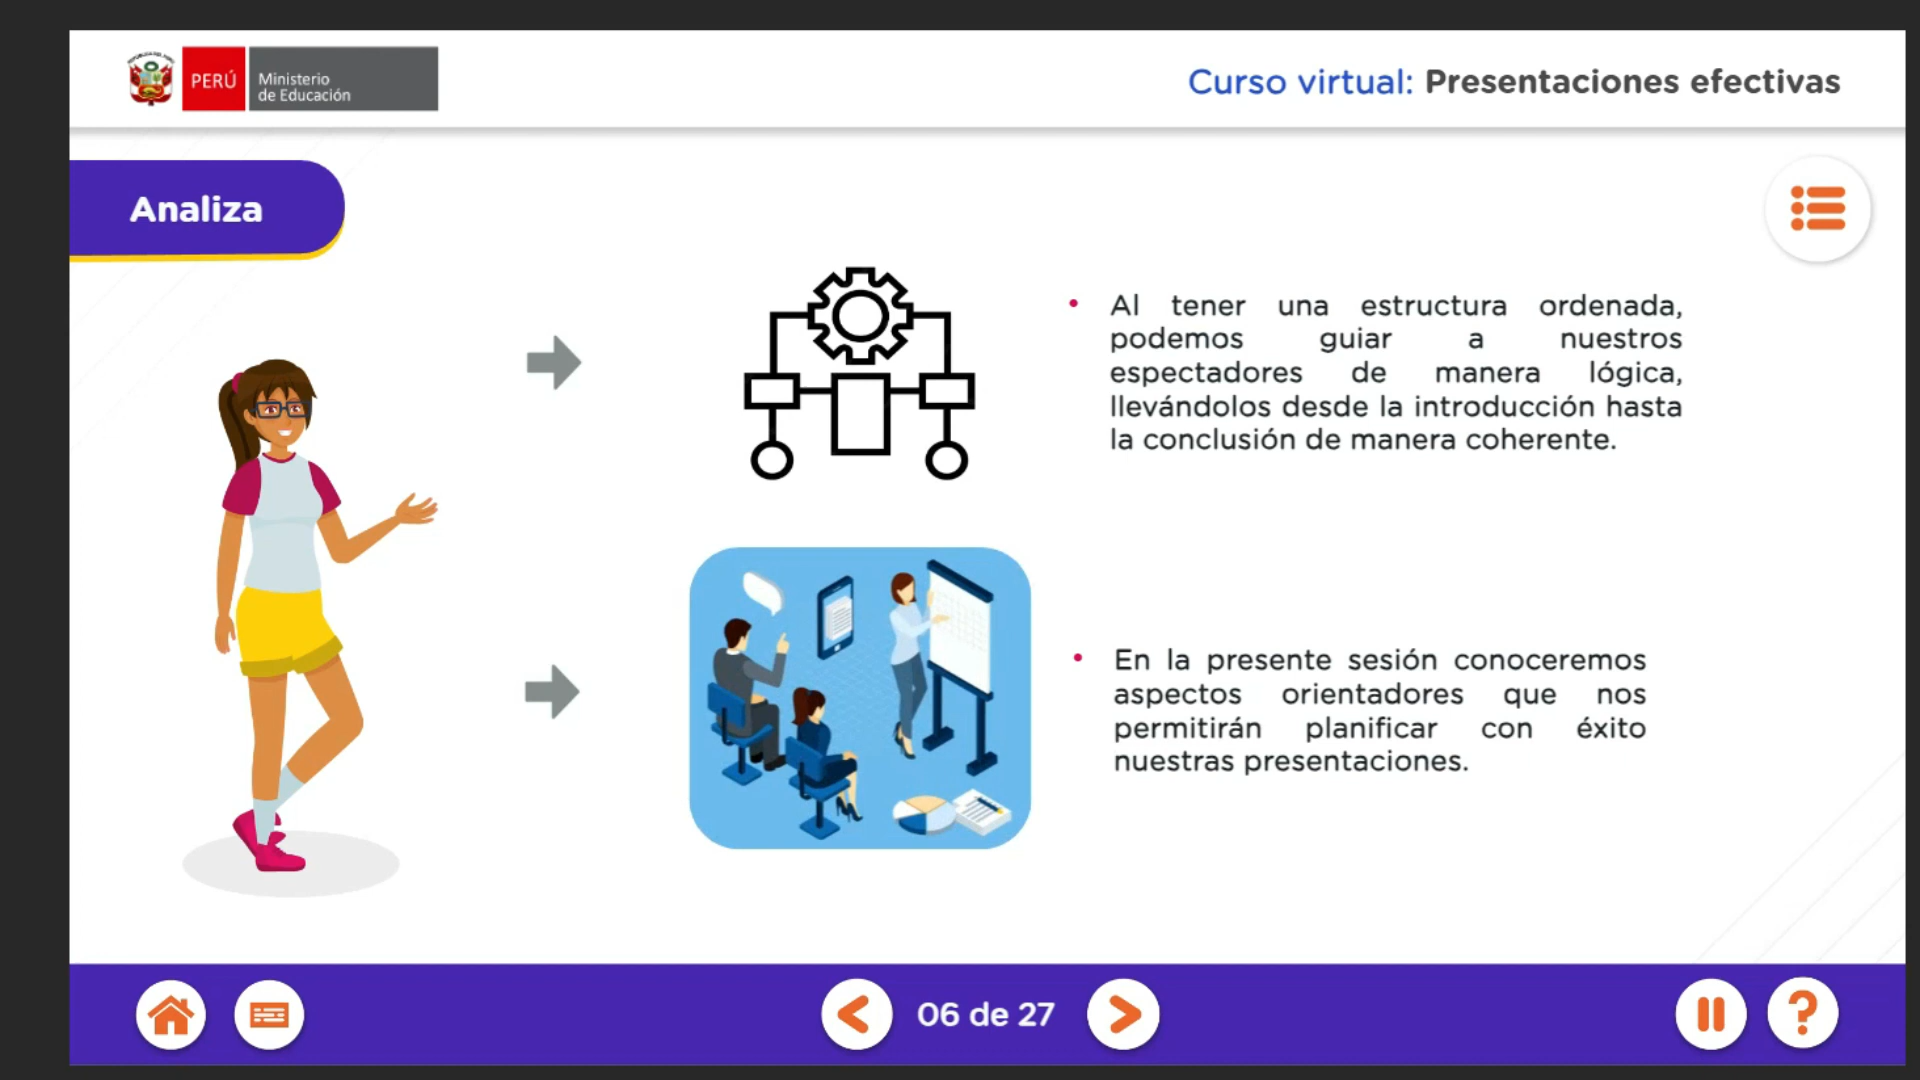 PERÚ
Ministerio
de Educación
Curso virtual: Presentaciones efectivas
Analiza
• Al tener una estructura ordenada,
podemos guiar a nuestros
espectadores de manera lógica,
llevándolos desde la introducción hasta
la conclusión de manera coherente.
• En la presente sesión conoceremos
aspectos orientadores que nos
permitirán planificar con éxito
nuestras presentaciones.
06 de 27